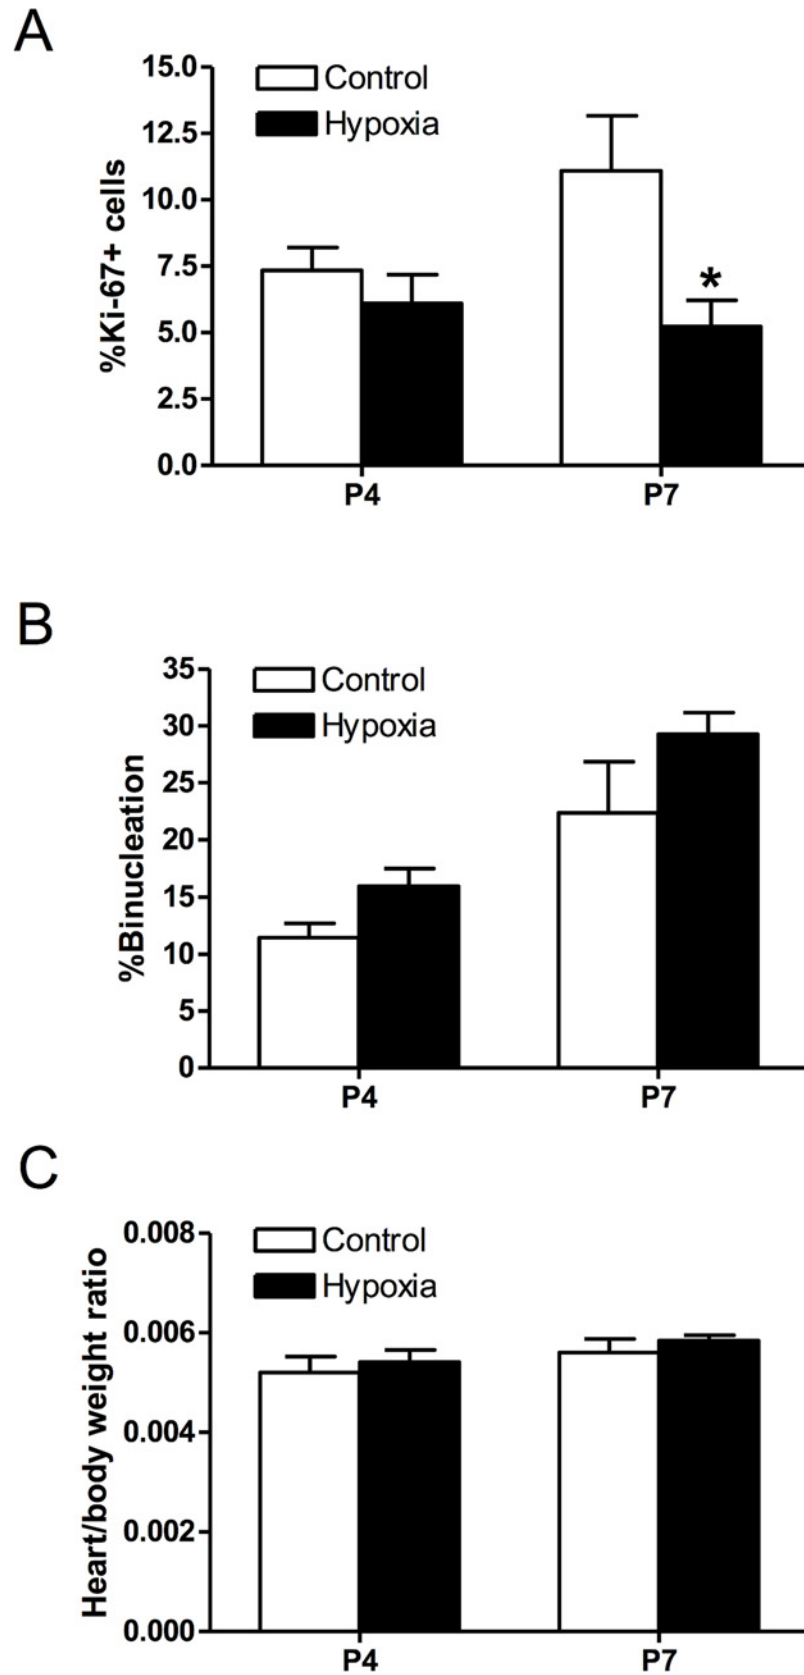 A
%Ki-67+ cells
15.0
12.5
10.0
7.5
5.0
2.5
0.0
Control
Hypoxia
*
P4 P7
B
%Binucleation
35
30
25
20
15
10
5
0
Control
Hypoxia
P4 P7
C
Heart/body weight ratio
0.008
0.006
0.004
0.002
0.000
Control
Hypoxia
P4 P7